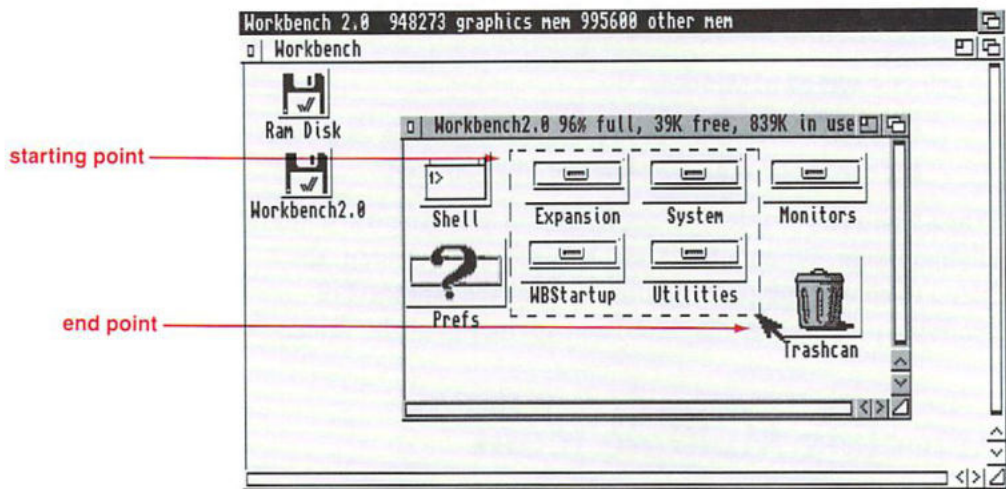 Workbench 2.0 948273 graphics mem 995600 other mem
Workbench
Ram Disk
Workbench2.0 96% full, 39K free, 839K in use
starting point
1>
Workbench2.0
Shell
Expansion
System
Monitors
WBStartup
Utilities
Prefs
end point
Trashcan